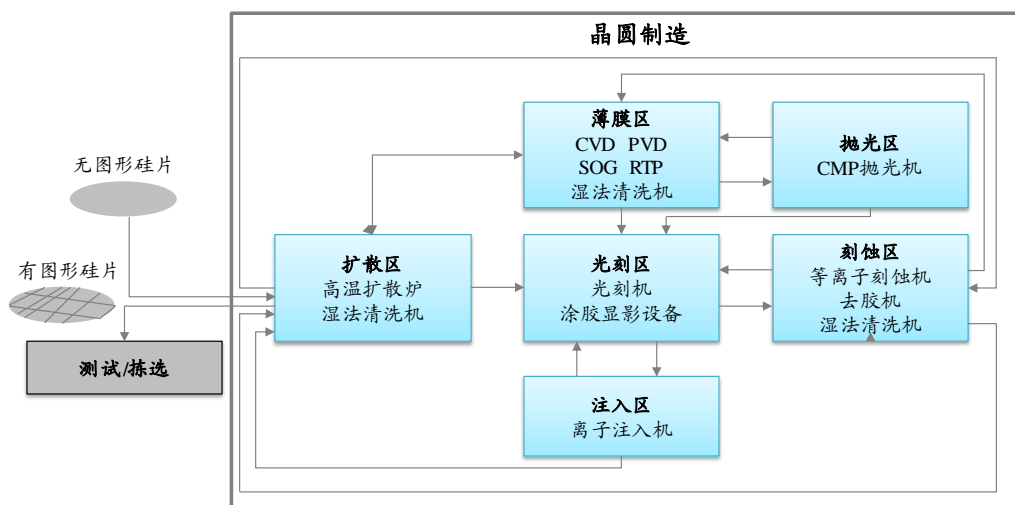 晶圆制造
无图形硅片
有图形硅片
测试/拣选
薄膜区
CVD PVD
SOG RTP
湿法清洗机
抛光区
CMP抛光机
扩散区
高温扩散炉
湿法清洗机
光刻区
光刻机
涂胶显影设备
刻蚀区
等离子刻蚀机
去胶机
湿法清洗机
注入区
离子注入机